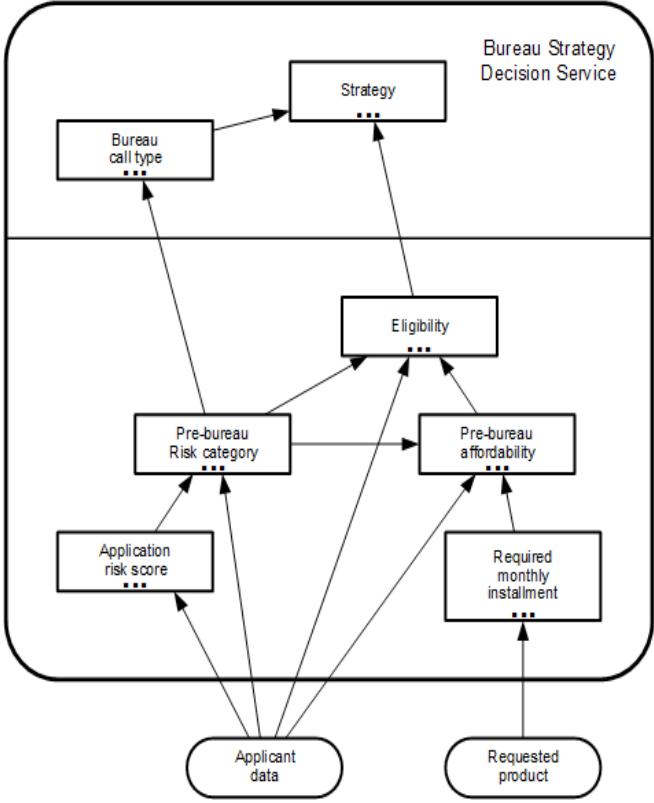 Bureau Strategy
Decision Service
Strategy
Bureau
call type
Eligibility
Pre-bureau
Risk category
Pre-bureau
affordability
Application
risk score
Required
monthly
installment
Applicant
data
Requested
product